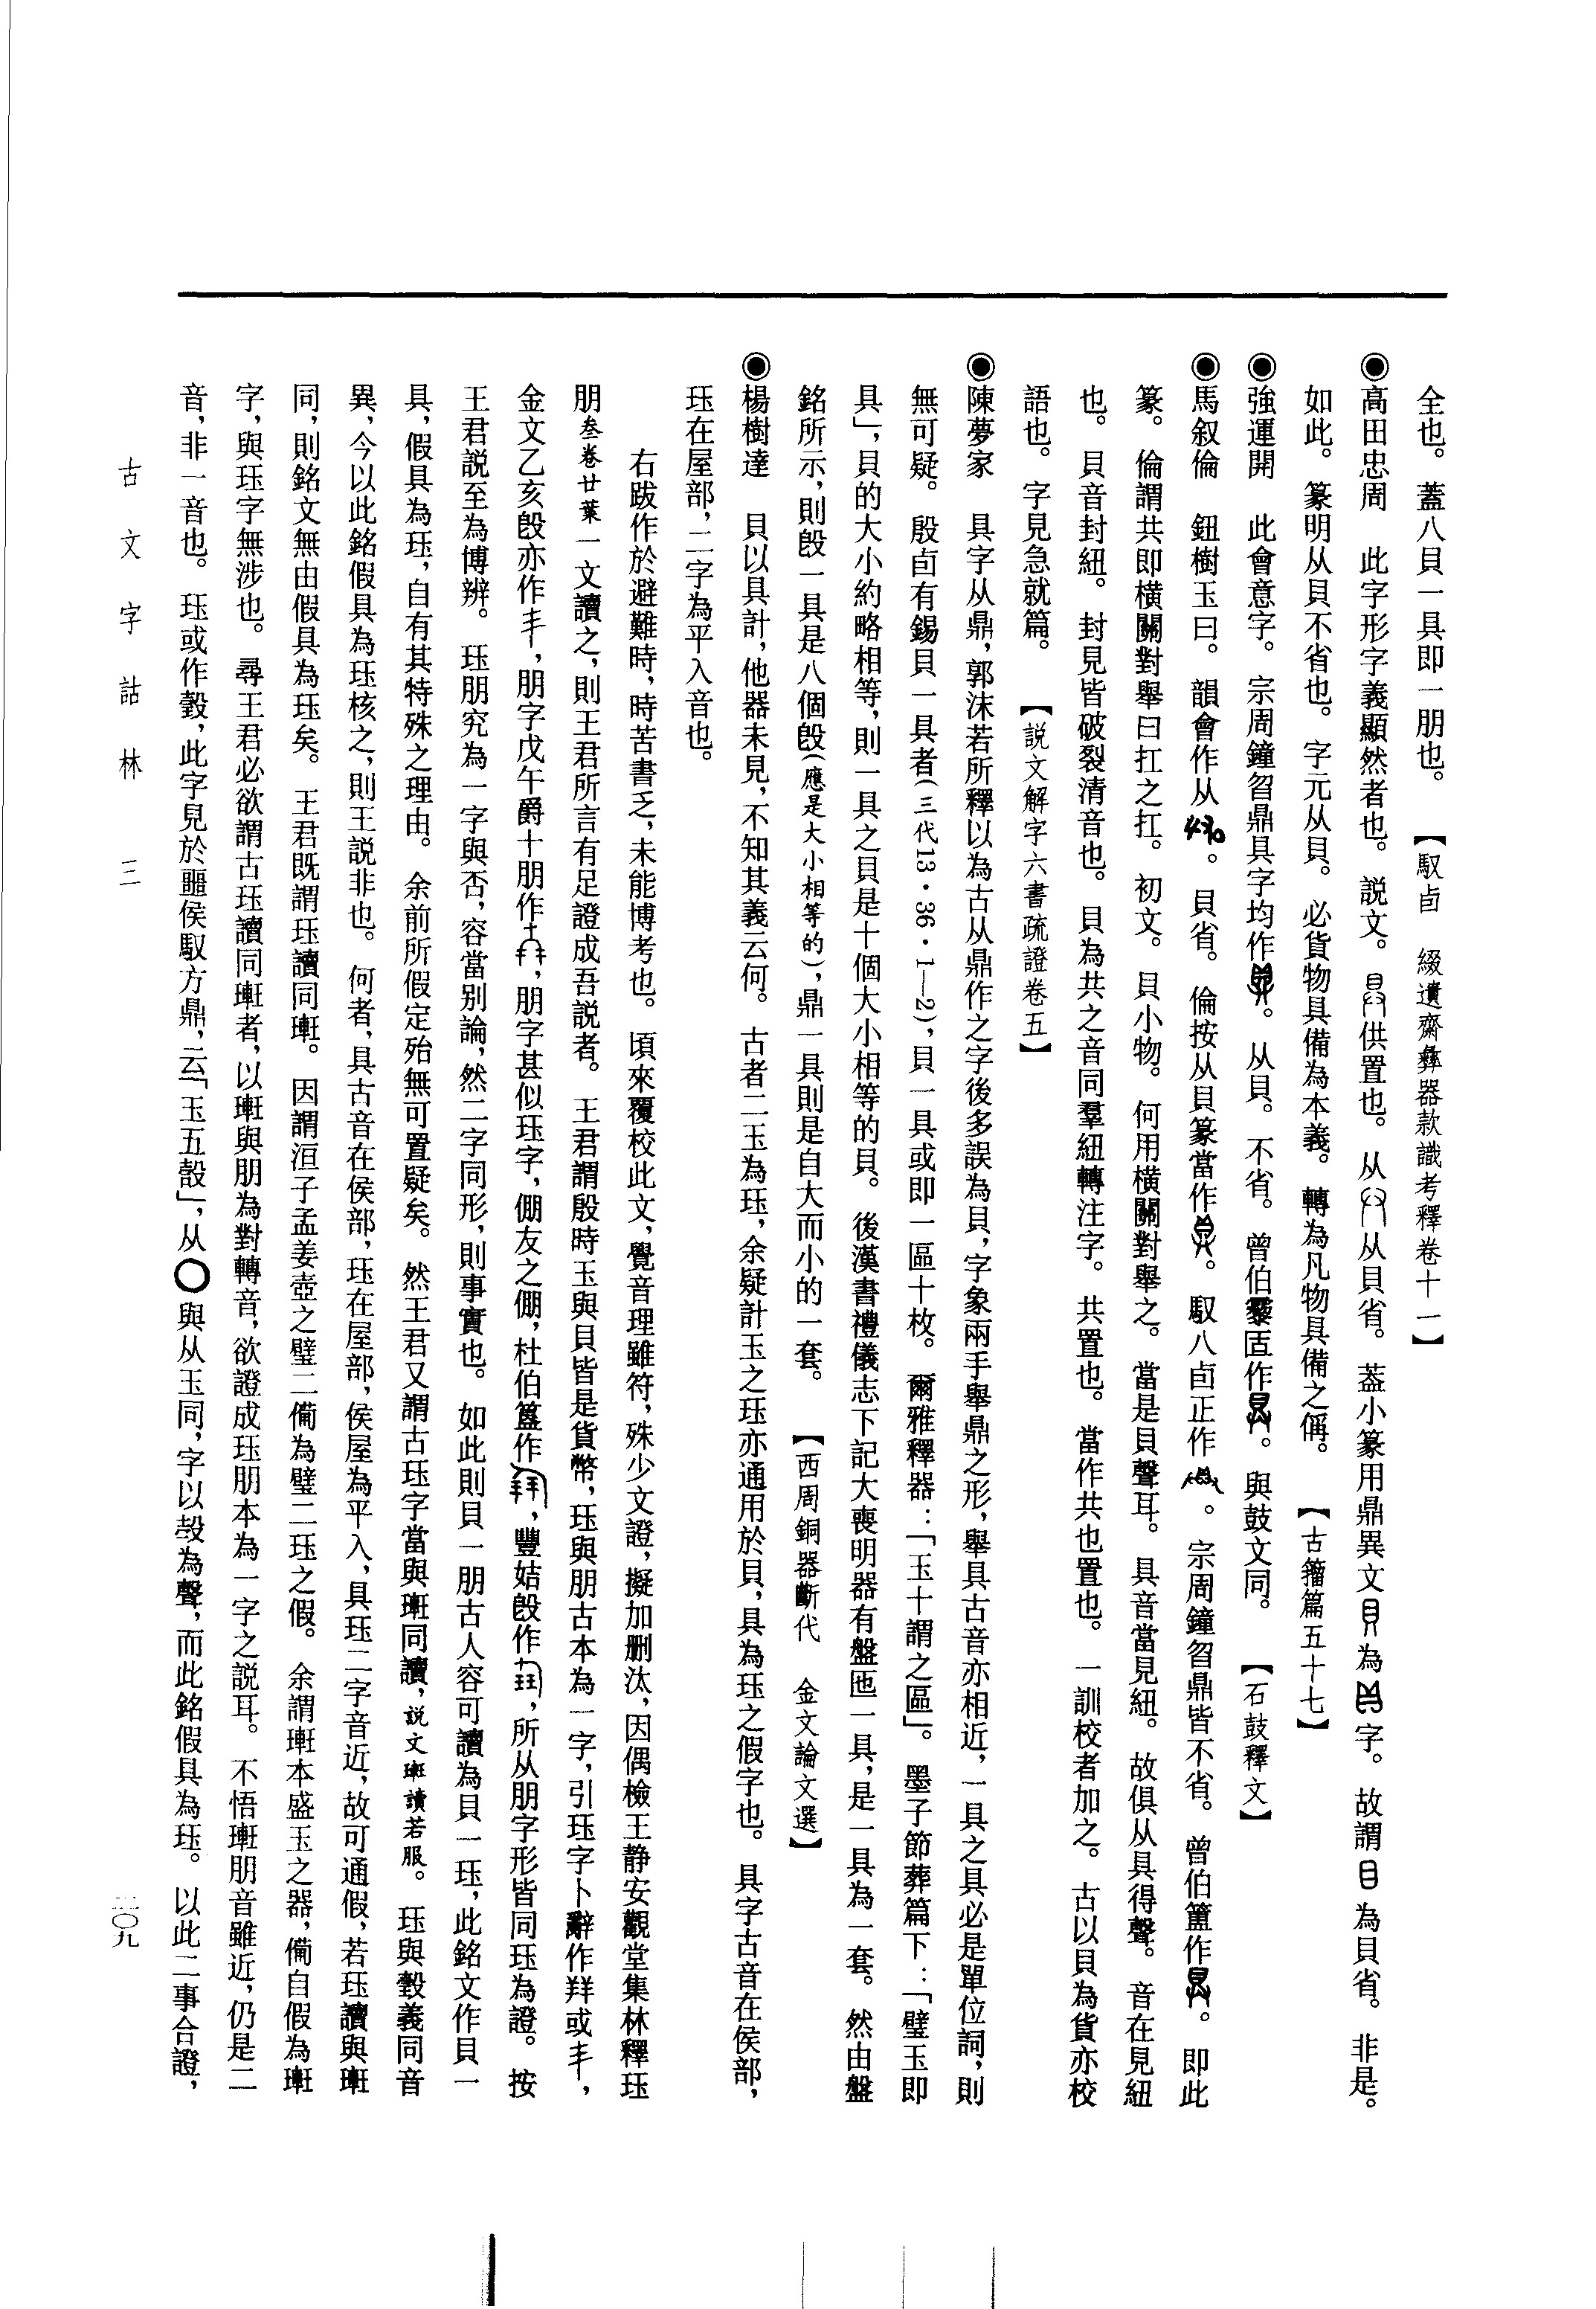 全也。蓋八貝一具即一朋也。 【馭卣 綴遺齋彝器款識考釋卷十一】
◉高田忠周 此字形字義顯然者也。説文。供置也。从从貝省。葢小篆用鼎異文為字。故謂為貝省。非是。
如此。篆明从貝不省也。字元从貝。必貨物具備為本義。轉為凡物具備之偁。 【古籀篇五十七】
◉強運開 此會意字。宗周鐘曶鼎具字均作。从貝。不省。曾伯𩫛𠤳作。與鼓文同。 【石鼓釋文】
◉馬叙倫 鈕樹玉曰。韻會作从。貝省。倫按从貝篆當作。馭八卣正作。宗周鐘曶鼎皆不省。曾伯簠作。即此
篆。倫謂共即橫關對舉曰扛之扛。初文。貝小物。何用橫關對舉之。當是貝聲耳。具音當見紐。故俱从具得聲。音在見紐
也。貝音封紐。封見皆破裂清音也。貝為共之音同羣紐轉注字。共置也。當作共也置也。一訓校者加之。古以貝為貨亦校
語也。字見急就篇。 【説文解字六書疏證卷五】
◉陳夢家 具字从鼎，郭沫若所釋以為古从鼎作之字後多誤為貝，字象兩手舉鼎之形，舉具古音亦相近，一具之具必是單位詞，則
無可疑。殷卣有錫貝一具者（三代13·36·1—2），貝一具或即一區十枚。爾雅釋器：「玉十謂之區」。墨子節葬篇下：「璧玉即
具」，貝的大小約略相等，則一具之貝是十個大小相等的貝。後漢書禮儀志下記大喪明器有盤匜一具，是一具為一套。然由盤
銘所示，則𣪘一具是八個𣪘（應是大小相等的），鼎一具則是自大而小的一套。 【西周銅器斷代 金文論文選】
◉楊樹達 貝以具計，他器未見，不知其義云何。古者二玉為珏，余疑計玉之珏亦通用於貝，具為珏之假字也。具字古音在侯部，
珏在屋部，二字為平入音也。
右跋作於避難時，時苦書乏，未能博考也。頃來覆校此文，覺音理雖符，殊少文證，擬加刪汰，因偶檢王静安觀堂集林釋珏
朋叁卷廿葉一文讀之，則王君所言有足證成吾説者。王君謂殷時玉與貝皆是貨幣，珏與朋古本為一字，引珏字卜辭作或，
金文乙亥𣪘亦作，朋字戊午爵十朋作，朋字甚似珏字，倗友之倗，杜伯簋作，豐姞𣪘作，所从朋字形皆同珏為證。按
王君説至為博辨。珏朋究為一字與否，容當別論，然二字同形，則事實也。如此則貝一朋古人容可讀為貝一珏，此銘文作貝一
具，假具為珏，自有其特殊之理由。余前所假定殆無可置疑矣。然王君又謂古珏字當與㻽同讀，説文㻽讀若服。珏與瑴義同音
異，今以此銘假具為珏核之，則王説非也。何者，具古音在侯部，珏在屋部，侯屋為平入，具珏二字音近，故可通假，若珏讀與㻽
同，則銘文無由假具為珏矣。王君既謂珏讀同㻽。因謂洹子孟姜壺之璧二備為璧二珏之假。余謂㻽本盛玉之器，備自假為㻽
字，與珏字無涉也。尋王君必欲謂古珏讀同㻽者，以㻽與朋為對轉音，欲證成珏朋本為一字之説耳。不悟㻽朋音雖近，仍是二
音，非一音也。珏或作瑴，此字見於噩侯馭方鼎，云「玉五瑴」，从〇與从玉同，字以㱿為聲，而此銘假具為珏。以此二事合證，
古文字詁林 三
三〇九